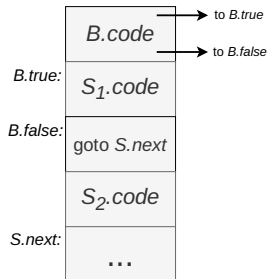 B.code
to B.true
to B.false
B.true:
S1.code
B.false:
goto S.next
S2.code
S.next:
...